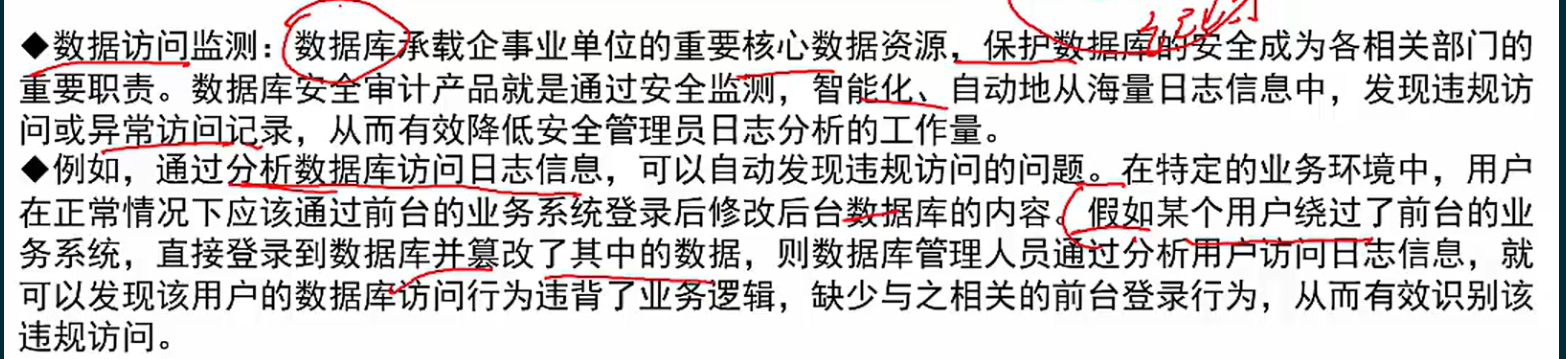 ◆数据访问监测：数据库承载企事业单位的重要核心数据资源，保护数据库的安全成为各相关部门的
重要职责。数据库安全审计产品就是通过安全监测，智能化、自动地从海量日志信息中，发现违规访
问或异常访问记录，从而有效降低安全管理员日志分析的工作量。
◆例如，通过分析数据库访问日志信息，可以自动发现违规访问的问题。在特定的业务环境中，用户
在正常情况下应该通过前台的业务系统登录后修改后台数据库的内容。假如某个用户绕过了前台的业
务系统，直接登录到数据库并篡改了其中的数据，则数据库管理人员通过分析用户访问日志信息，就
可以发现该用户的数据库访问行为违背了业务逻辑，缺少与之相关的前台登录行为，从而有效识别该
违规访问。